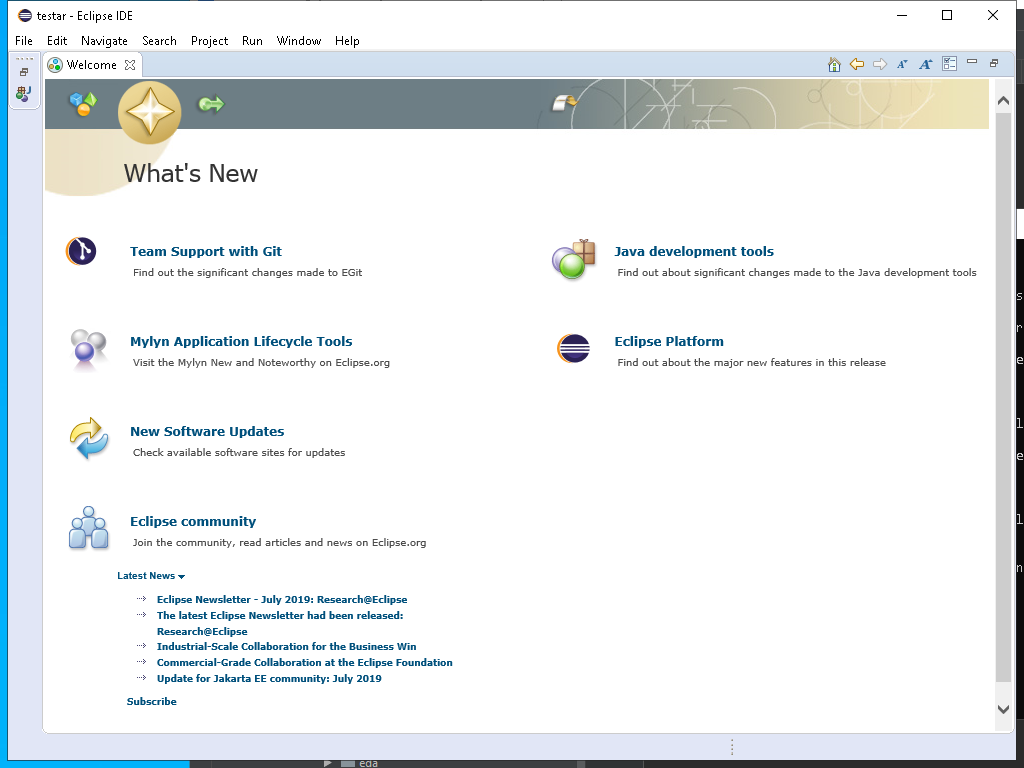 testar - Eclipse IDE
File Edit Navigate Search Project Run Window Help
Welcome
What's New
Team Support with Git
Find out the significant changes made to EGit
Java development tools
Find out about significant changes made to the Java development tools
Mylyn Application Lifecycle Tools
Visit the Mylyn New and Noteworthy on Eclipse.org
Eclipse Platform
Find out about the major new features in this release
New Software Updates
Check available software sites for updates
Eclipse community
Join the community, read articles and news on Eclipse.org
Latest News
Eclipse Newsletter - July 2019: Research@Eclipse
The latest Eclipse Newsletter had been released:
Research@Eclipse
Industrial-Scale Collaboration for the Business Win
Commercial-Grade Collaboration at the Eclipse Foundation
Update for Jakarta EE community: July 2019
Subscribe
eda